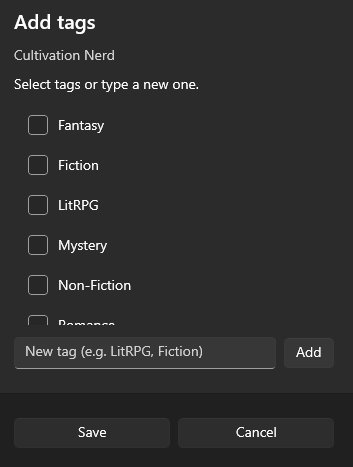 Add tags
Cultivation Nerd
Select tags or type a new one.
Fantasy
Fiction
LitRPG
Mystery
Non-Fiction
Romance
New tag (e.g. LitRPG, Fiction)
Add
Save
Cancel